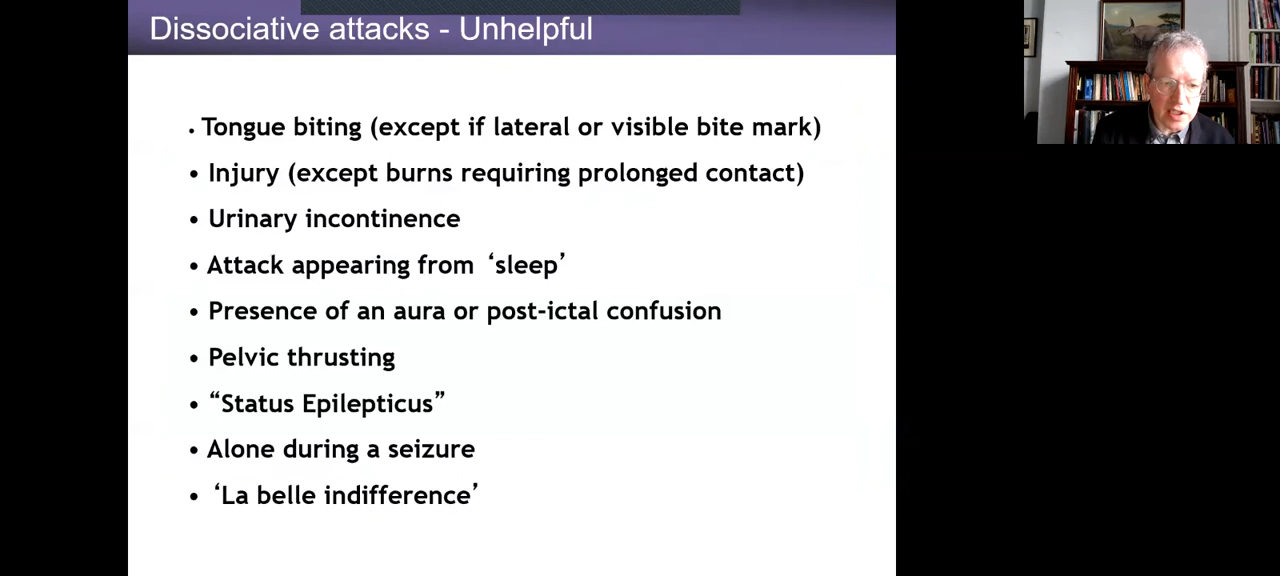 Dissociative attacks - Unhelpful
• Tongue biting (except if lateral or visible bite mark)
• Injury (except burns requiring prolonged contact)
• Urinary incontinence
• Attack appearing from ‘sleep’
• Presence of an aura or post-ictal confusion
• Pelvic thrusting
• “Status Epilepticus”
• Alone during a seizure
• ‘La belle indifference’